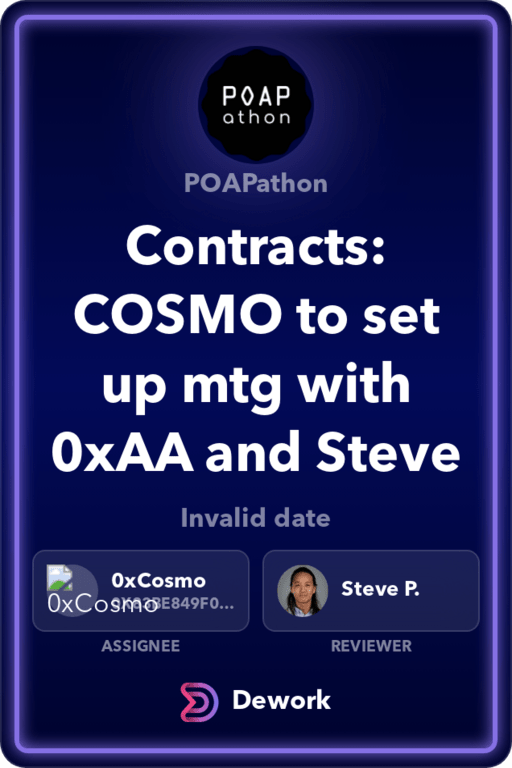 POAP
athon
POAPathon
Contracts:
COSMO to set
up mtg with
0xAA and Steve
Invalid date
0xCosmo
0xCosmo
Steve P.
ASSIGNEE
REVIEWER
Dework